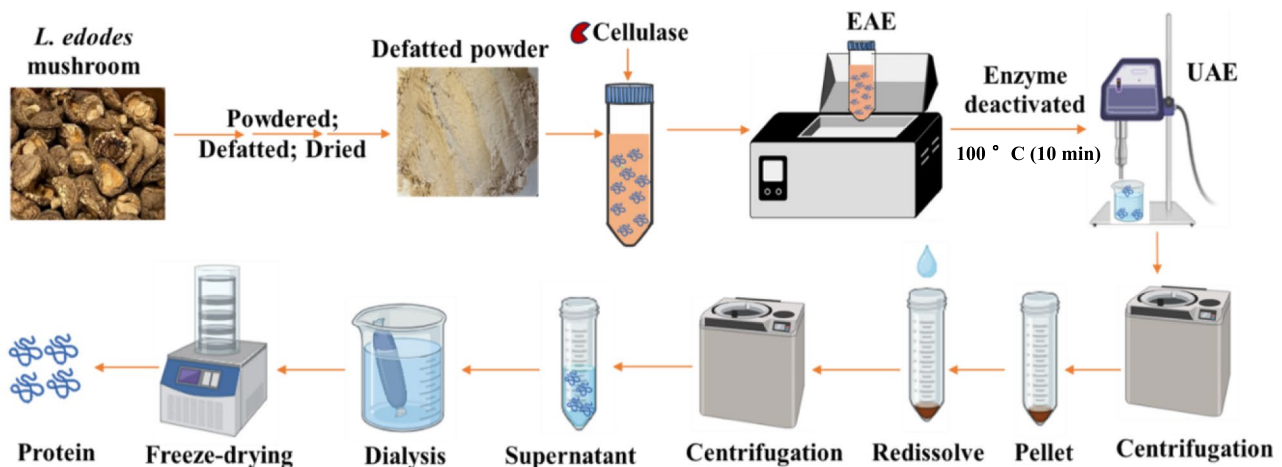 L. edodes
mushroom
Powdered;
Defatted; Dried
Defatted powder
Cellulase
EAE
Enzyme
deactivated
100 ° C (10 min)
UAE
Protein
Freeze-drying
Dialysis
Supernatant
Centrifugation
Redissolve
Pellet
Centrifugation